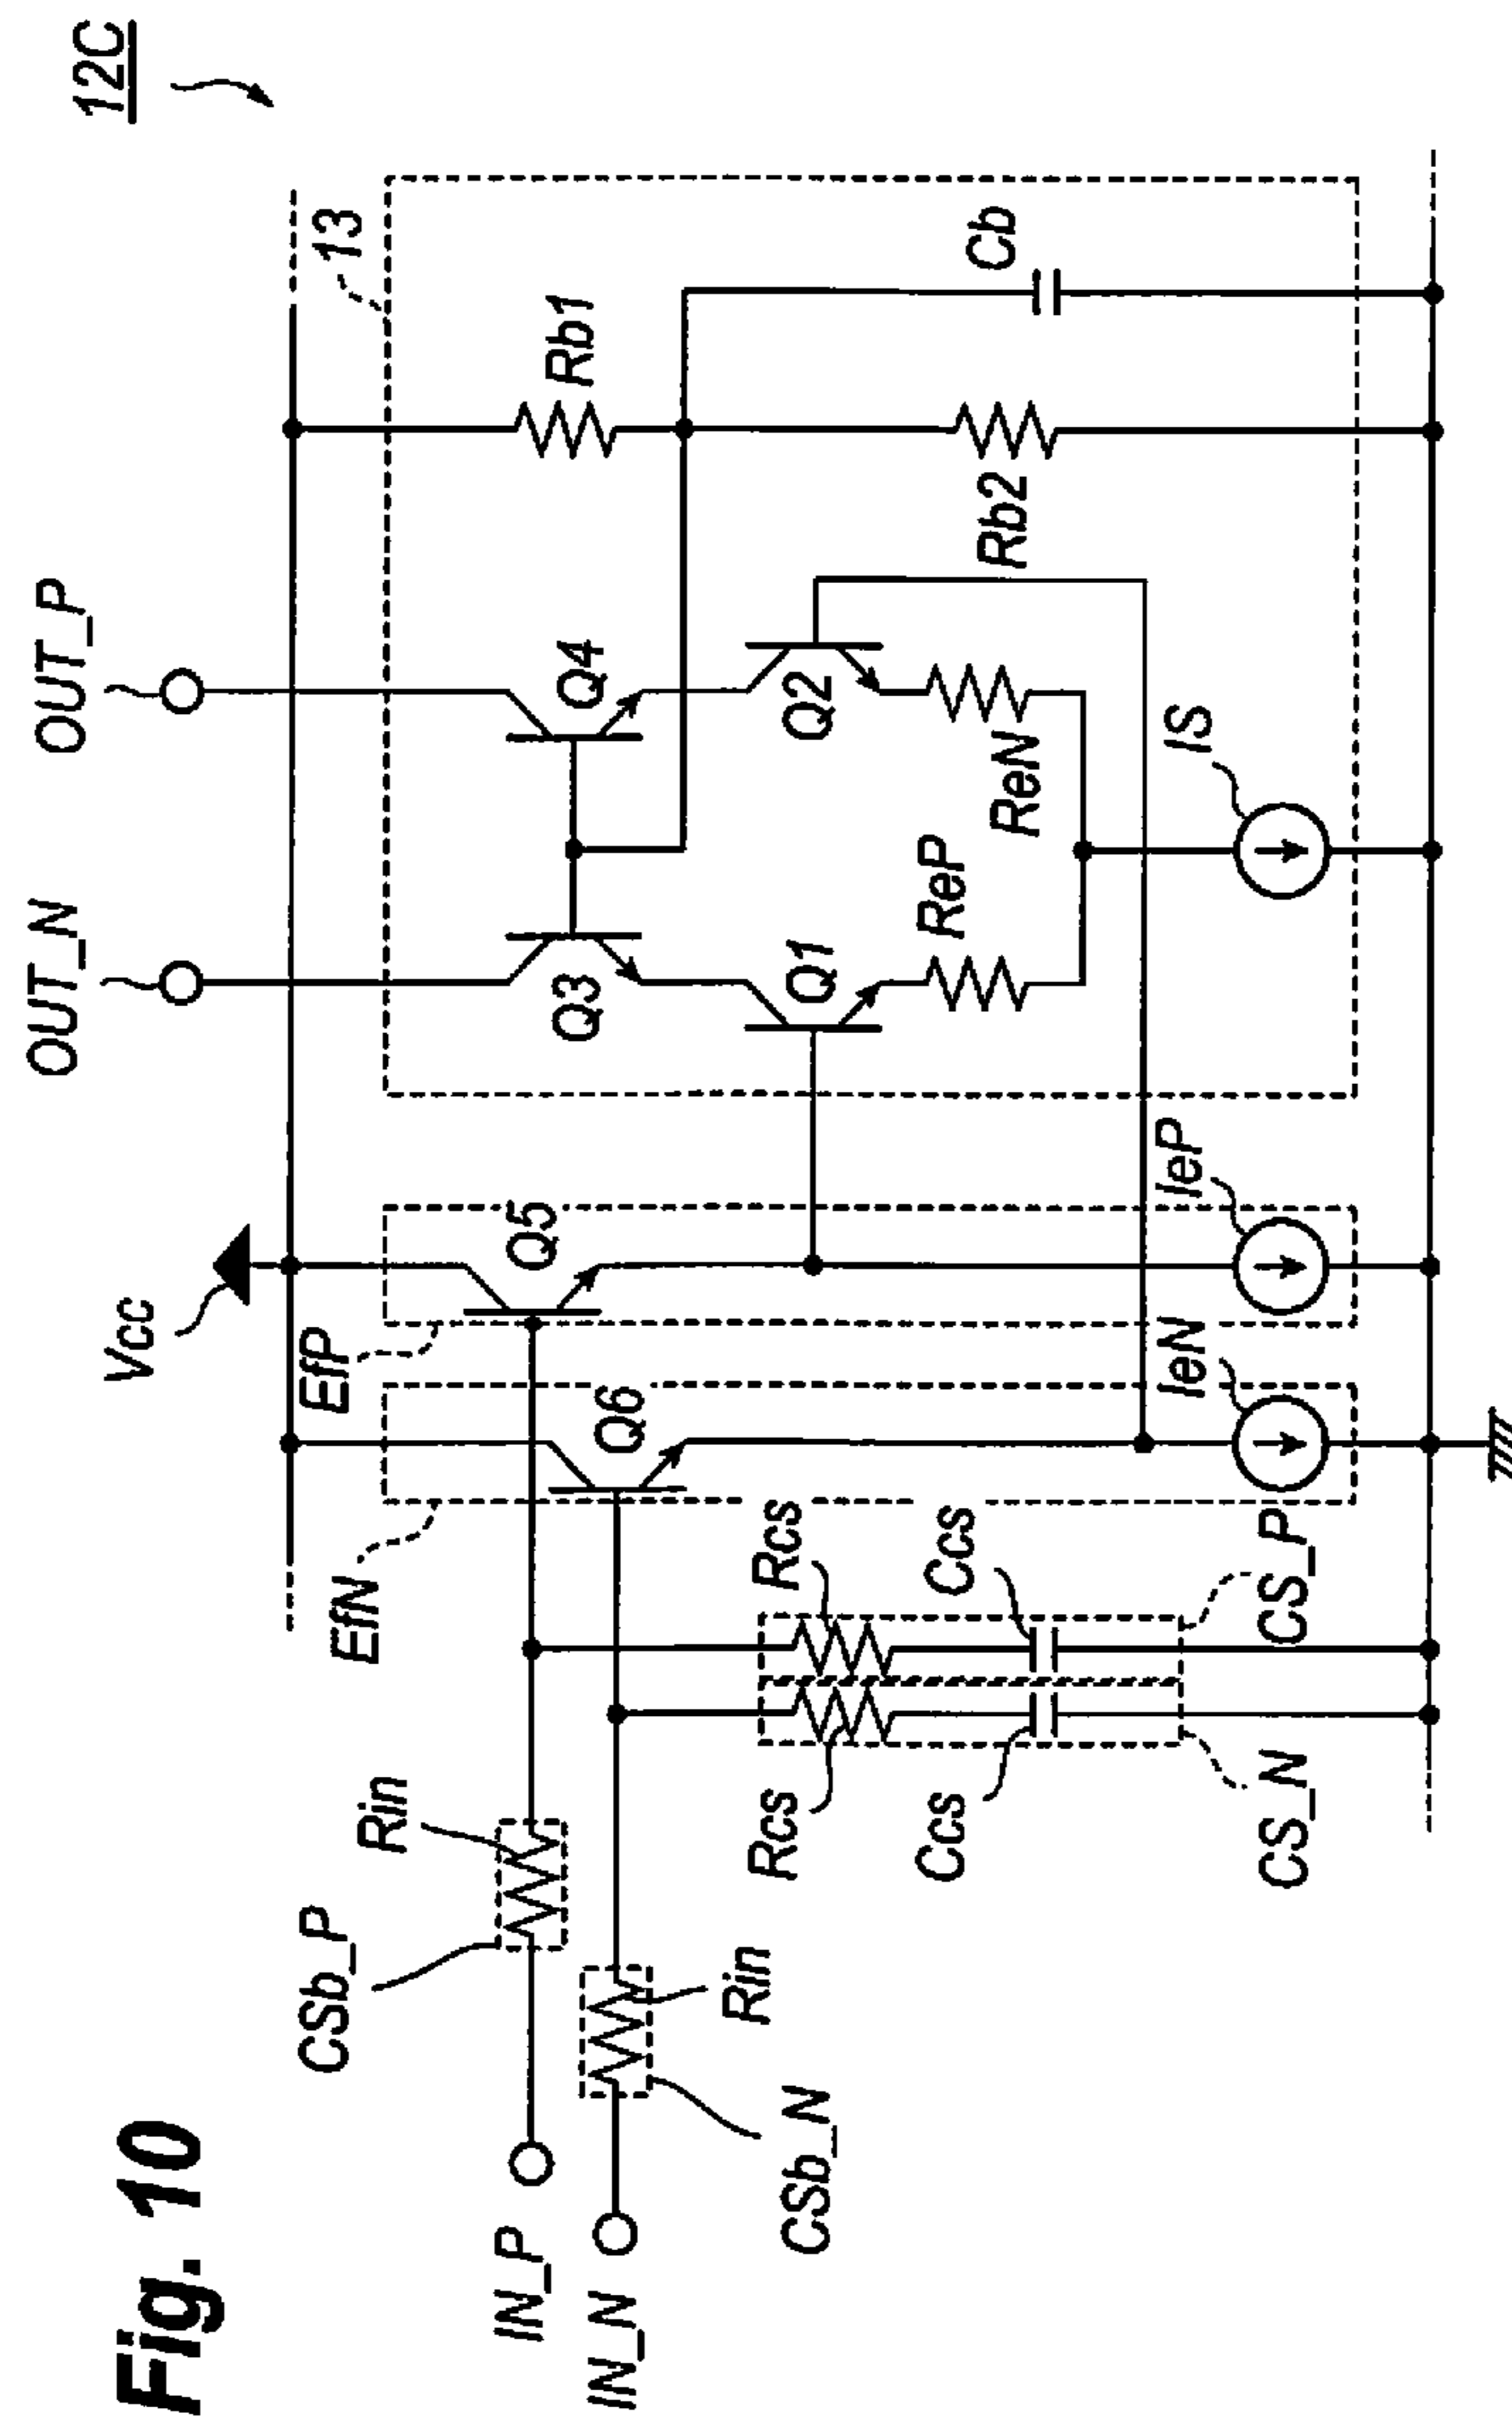 Fig. 10
12C
OUT_N
OUT_P
Vcc
13
EfP
EfN
Q3
Q4
Rb1
Q5
Q6
Rin
CSb_P
IN_P
IN_N
Rin
CSb_N
Q1
Q2
Rcs
Rcs
Ccs
Ccs
ReP
ReN
Rb2
Cb
IeP
IeN
IS
CS_P
CS_N